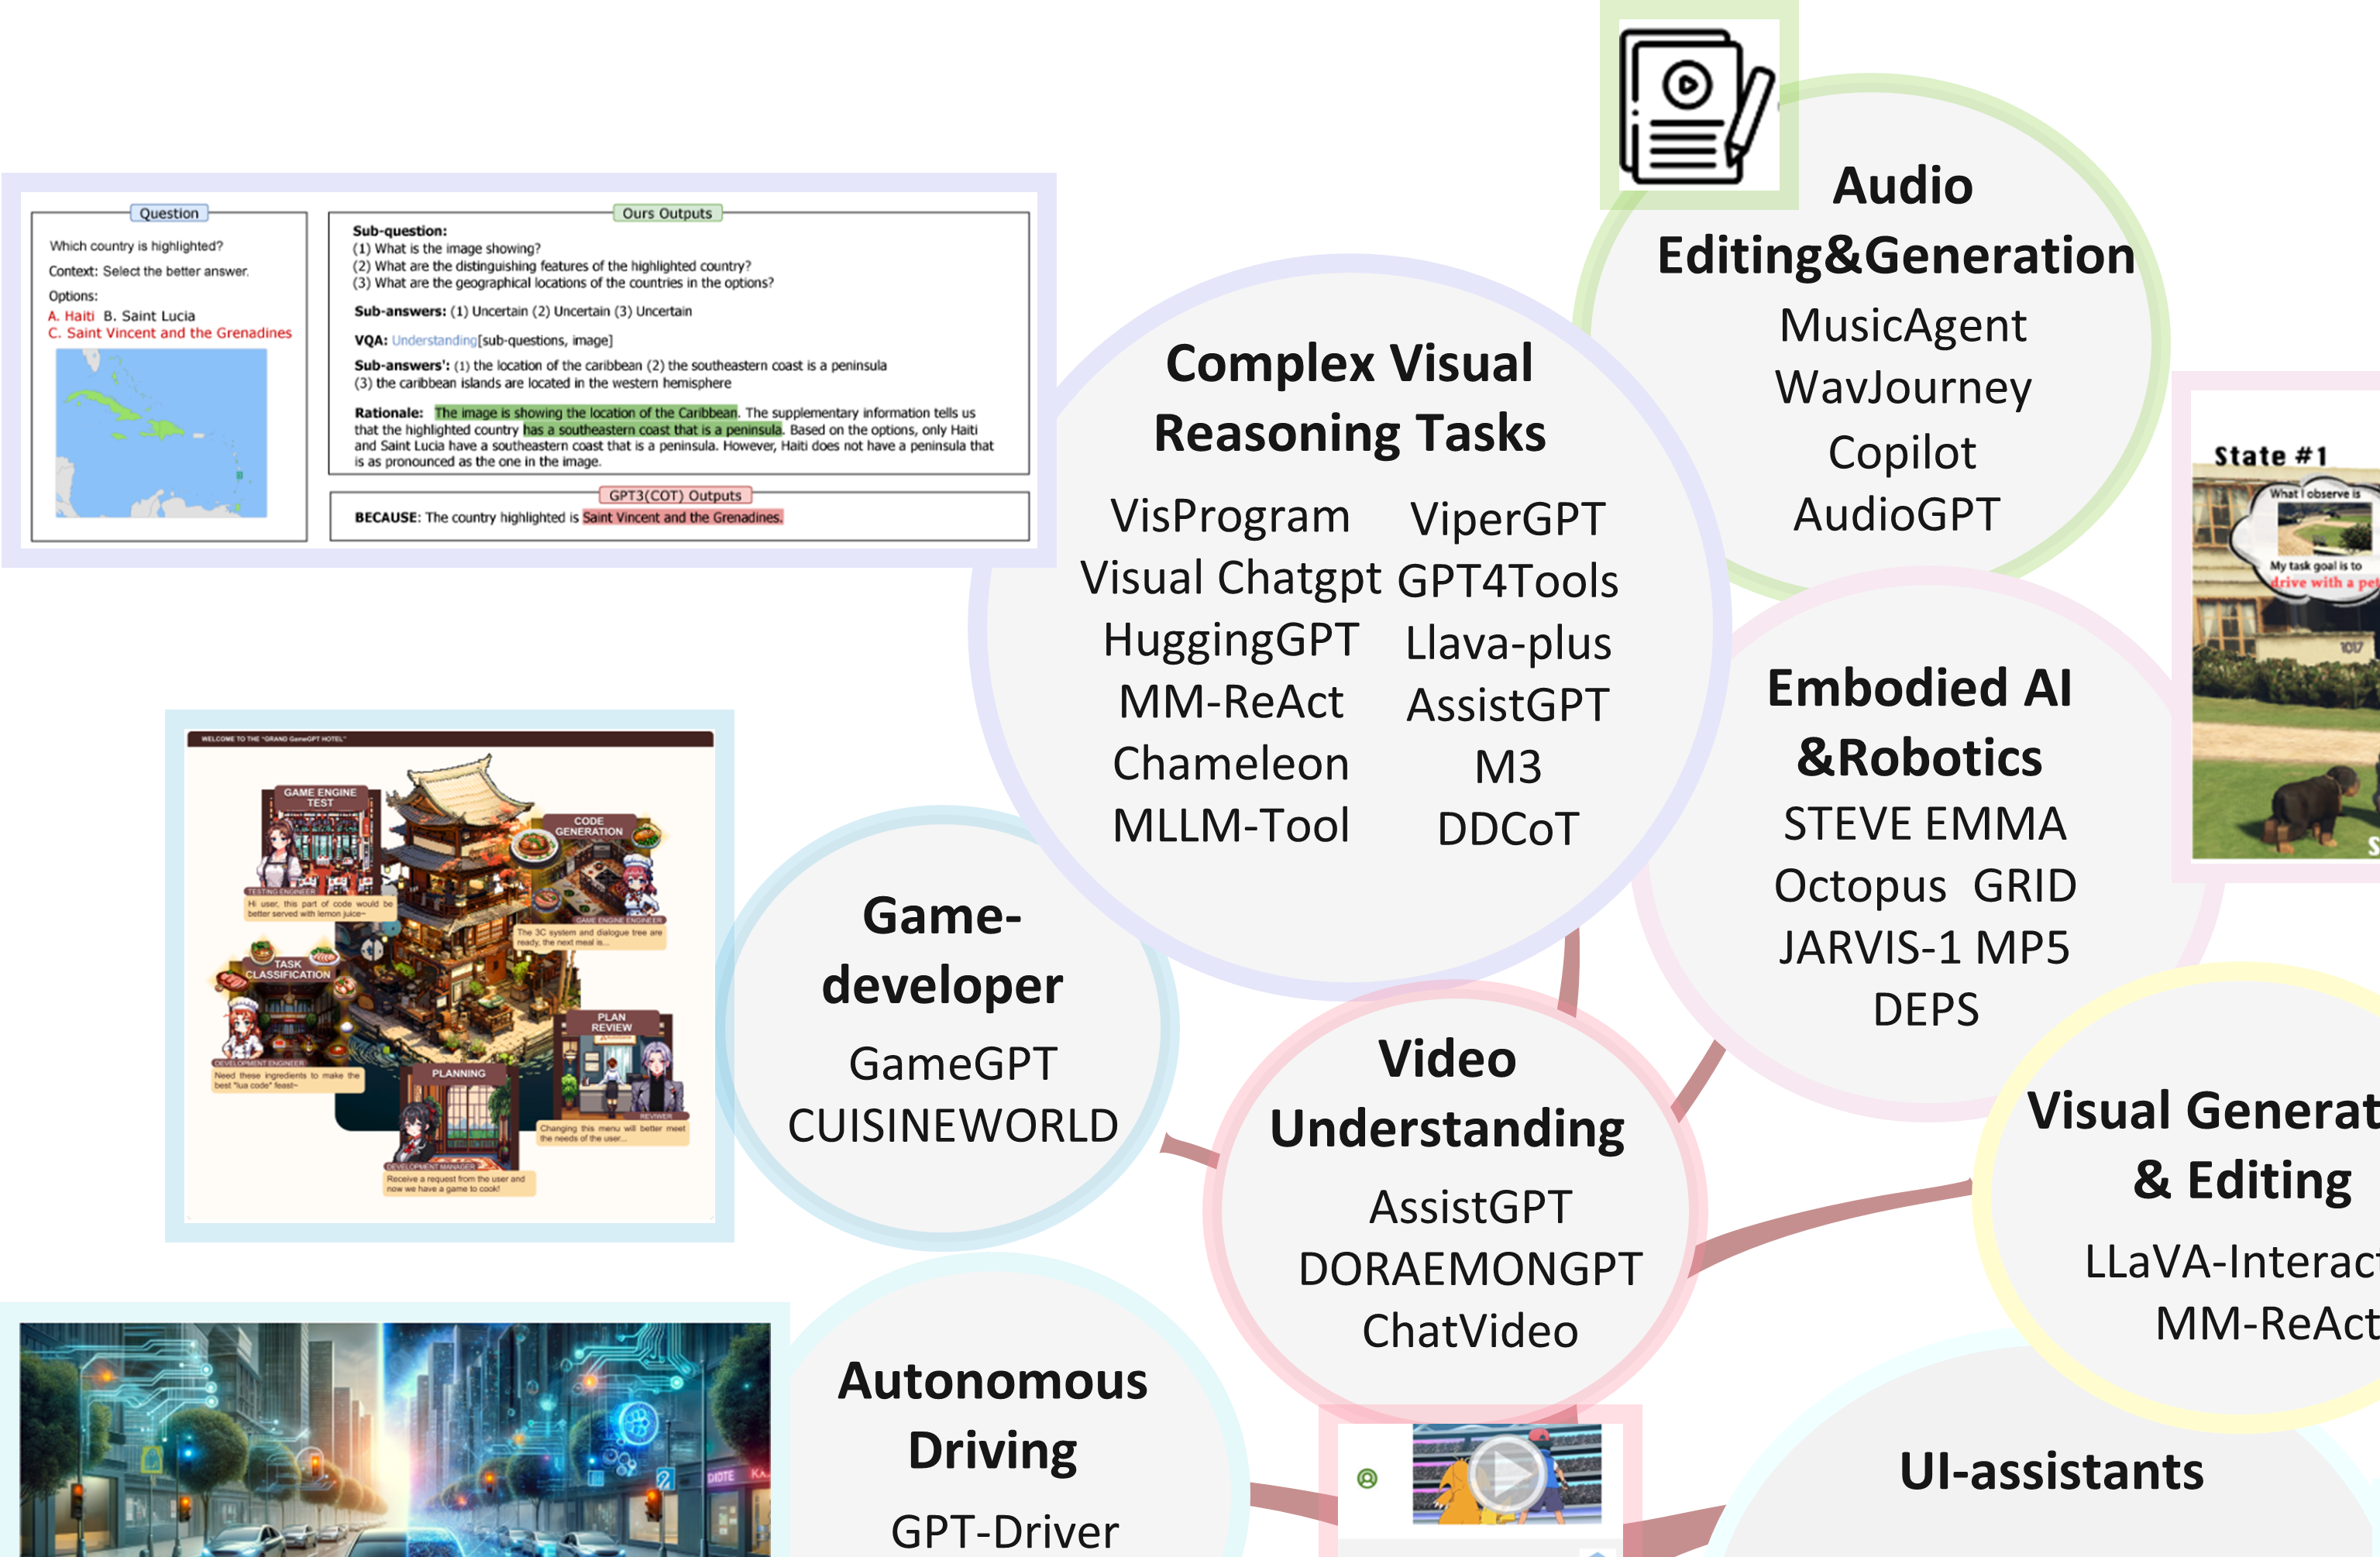 Question
Which country is highlighted?
Context: Select the better answer.
Options:
A. Haiti B. Saint Lucia
C. Saint Vincent and the Grenadines
Ours Outputs
Sub-question:
(1) What is the image showing?
(2) What are the distinguishing features of the highlighted country?
(3) What are the geographical locations of the countries in the options?
Sub-answers: (1) Uncertain (2) Uncertain (3) Uncertain
VQA: Understanding[sub-questions, image]
Sub-answers': (1) the location of the caribbean (2) the southeastern coast is a peninsula
(3) the caribbean islands are located in the western hemisphere
Rationale: The image is showing the location of the Caribbean. The supplementary information tells us
that the highlighted country has a southeastern coast that is a peninsula. Based on the options, only Haiti
and Saint Lucia have a southeastern coast that is a peninsula. However, Haiti does not have a peninsula that
is as pronounced as the one in the image.
GPT3(COT) Outputs
BECAUSE: The country highlighted is Saint Vincent and the Grenadines.
Audio
Editing&Generation
MusicAgent
WavJourney
Copilot
AudioGPT
Complex Visual
Reasoning Tasks
VisProgram ViperGPT
Visual Chatgpt GPT4Tools
HuggingGPT Llava-plus
MM-ReAct AssistGPT
Chameleon M3
MLLM-Tool DDCoT
State #1
What I observe is
My task goal is to
drive with a pet
1017
S
Embodied AI
&Robotics
STEVE EMMA
Octopus GRID
JARVIS-1 MP5
DEPS
WELCOME TO THE "GRAND GameGPT HOTEL"
GAME ENGINE
TEST
TESTING ENGINEER
Hi user, this part of code would be
better served with lemon juice~
CODE
GENERATION
GAME ENGINE ENGINEER
The 3C system and dialogue tree are
ready, the next meal is...
TASK
CLASSIFICATION
DEVELOPMENT ENGINEER
Need these ingredients to make the
best "lua code" feast~
PLAN
REVIEW
REVIWER
Changing this menu will better meet
the needs of the user...
PLANNING
DEVELOPMENT MANAGER
Receive a request from the user and
now we have a game to cook!
Game-
developer
GameGPT
CUISINEWORLD
Video
Understanding
AssistGPT
DORAEMONGPT
ChatVideo
Visual Generat
& Editing
LLaVA-Interact
MM-ReAct
Autonomous
Driving
GPT-Driver
DIDTE KA
UI-assistants